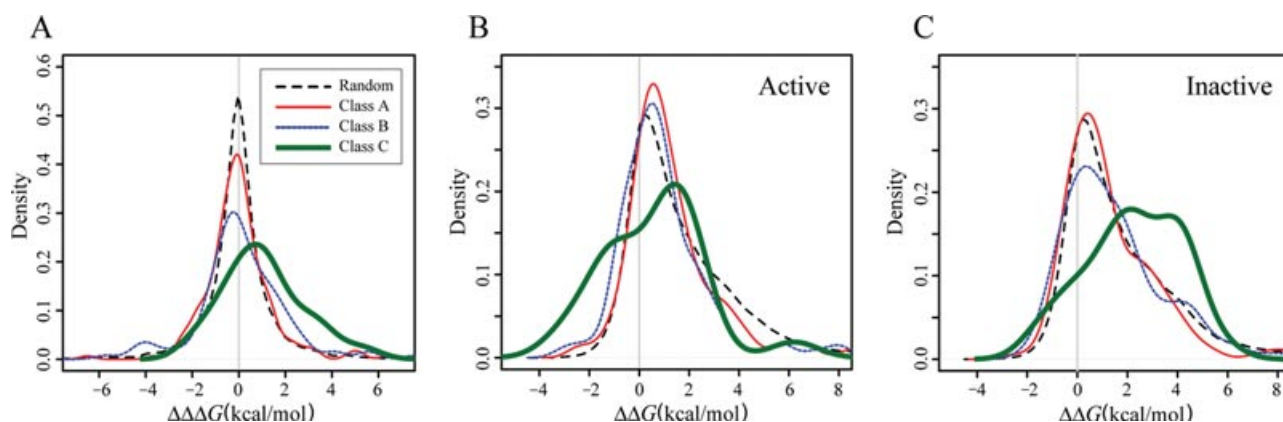 A
0.6
0.5
0.4
0.3
0.2
0.1
0.0
Density
−6 −4 −2 0 2 4 6
ΔΔΔG(kcal/mol)
Random
Class A
Class B
Class C
B
Active
0.3
0.2
0.1
0.0
Density
−4 −2 0 2 4 6 8
ΔΔG(kcal/mol)
C
Inactive
0.3
0.2
0.1
0.0
Density
−4 −2 0 2 4 6 8
ΔΔG(kcal/mol)